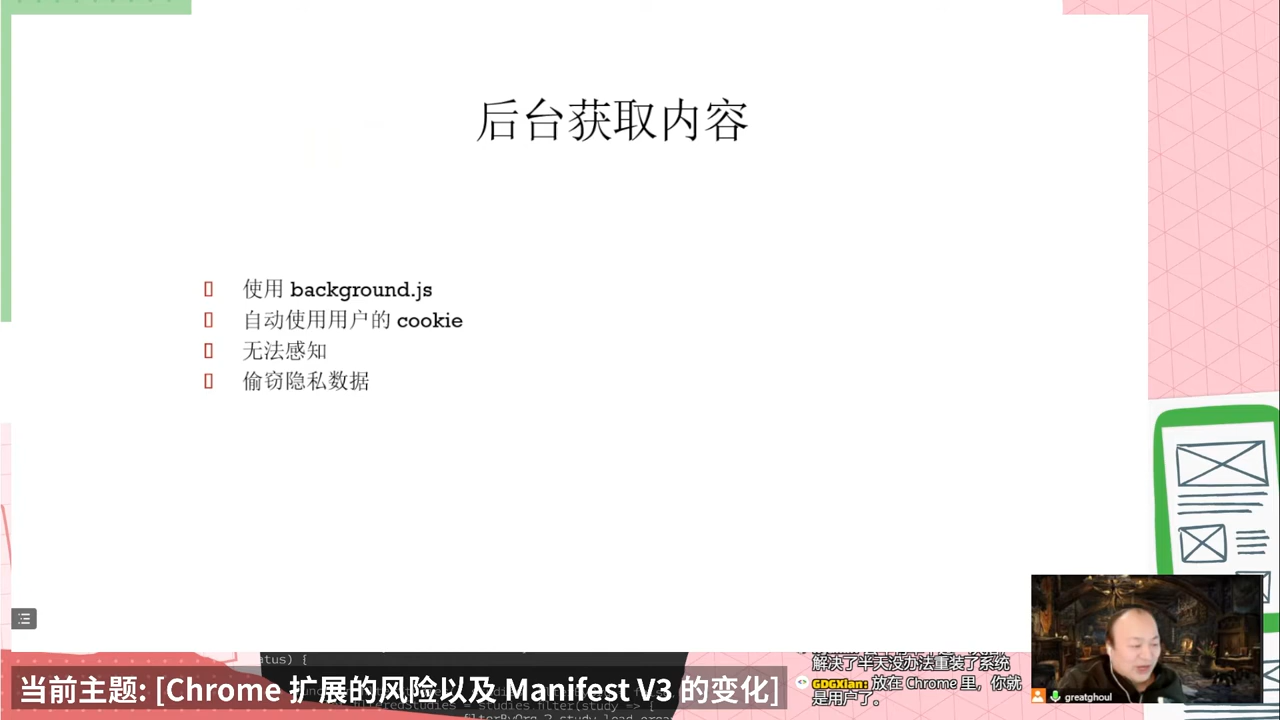 后台获取内容
使用 background.js
自动使用用户的 cookie
无法感知
偷窃隐私数据
atus) {
解决了半天没办法重装了系统
GDGXian: 放在 Chrome 里，你就
是用户了。
当前主题: [Chrome 扩展的风险以及 Manifest V3 的变化]
greatghoul